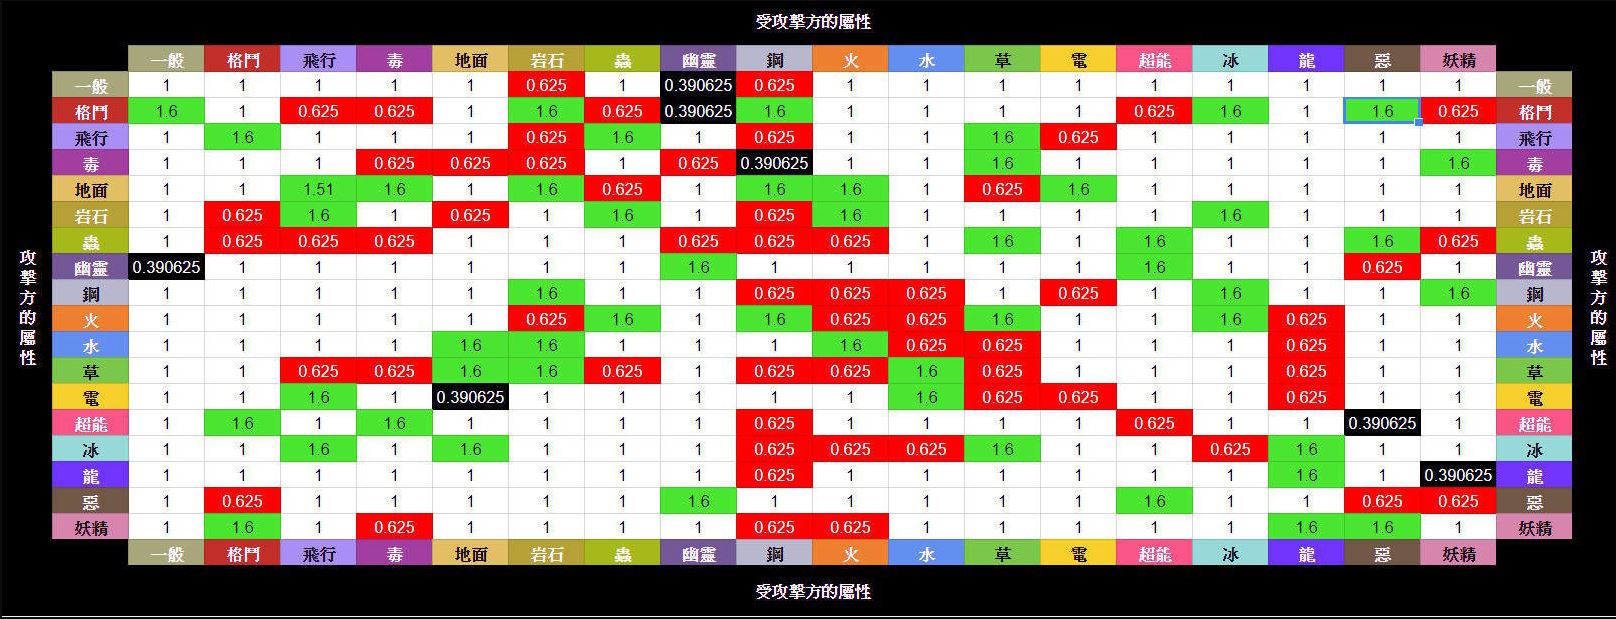 受攻擊方的屬性
一般 格鬥 飛行 毒 地面 岩石 蟲 幽靈 鋼 火 水 草 電 超能 冰 龍 惡 妖精
一般 1 1 1 1 1 0.625 1 0.390625 0.625 1 1 1 1 1 1 1 1 1 一般
格鬥 1.6 1 0.625 0.625 1 1.6 0.625 0.390625 1.6 1 1 1 1 0.625 1.6 1 1.6 0.625 格鬥
飛行 1 1.6 1 1 1 0.625 1.6 1 0.625 1 1 1.6 0.625 1 1 1 1 1 飛行
毒 1 1 1 0.625 0.625 0.625 1 0.625 0.390625 1 1 1.6 1 1 1 1 1 1.6 毒
地面 1 1 1.51 1.6 1 1.6 0.625 1 1.6 1.6 1 0.625 1.6 1 1 1 1 1 地面
岩石 1 0.625 1.6 1 0.625 1 1.6 1 0.625 1.6 1 1 1 1 1.6 1 1 1 岩石
蟲 1 0.625 0.625 0.625 1 1 1 0.625 0.625 0.625 1 1.6 1 1.6 1 1 1.6 0.625 蟲
幽靈 0.390625 1 1 1 1 1 1 1.6 1 1 1 1 1 1.6 1 1 0.625 1 幽靈
鋼 1 1 1 1 1 1.6 1 1 0.625 0.625 0.625 1 0.625 1 1.6 1 1 1.6 鋼
火 1 1 1 1 1 0.625 1.6 1 1.6 0.625 0.625 1.6 1 1 1.6 0.625 1 1 火
水 1 1 1 1 1.6 1.6 1 1 1 1.6 0.625 0.625 1 1 1 0.625 1 1 水
草 1 1 0.625 0.625 1.6 1.6 0.625 1 0.625 0.625 1.6 0.625 1 1 1 0.625 1 1 草
電 1 1 1.6 1 0.390625 1 1 1 1 1 1.6 0.625 0.625 1 1 0.625 1 1 電
超能 1 1.6 1 1.6 1 1 1 1 0.625 1 1 1 1 0.625 1 1 0.390625 1 超能
冰 1 1 1.6 1 1.6 1 1 1 0.625 0.625 0.625 1.6 1 1 0.625 1.6 1 1 冰
龍 1 1 1 1 1 1 1 1 0.625 1 1 1 1 1 1 1.6 1 0.390625 龍
惡 1 0.625 1 1 1 1 1 1.6 1 1 1 1 1 1.6 1 1 0.625 0.625 惡
妖精 1 1.6 1 0.625 1 1 1 1 0.625 0.625 1 1 1 1 1 1.6 1.6 1 妖精
一般 格鬥 飛行 毒 地面 岩石 蟲 幽靈 鋼 火 水 草 電 超能 冰 龍 惡 妖精
攻擊方的屬性
攻擊方的屬性
受攻擊方的屬性